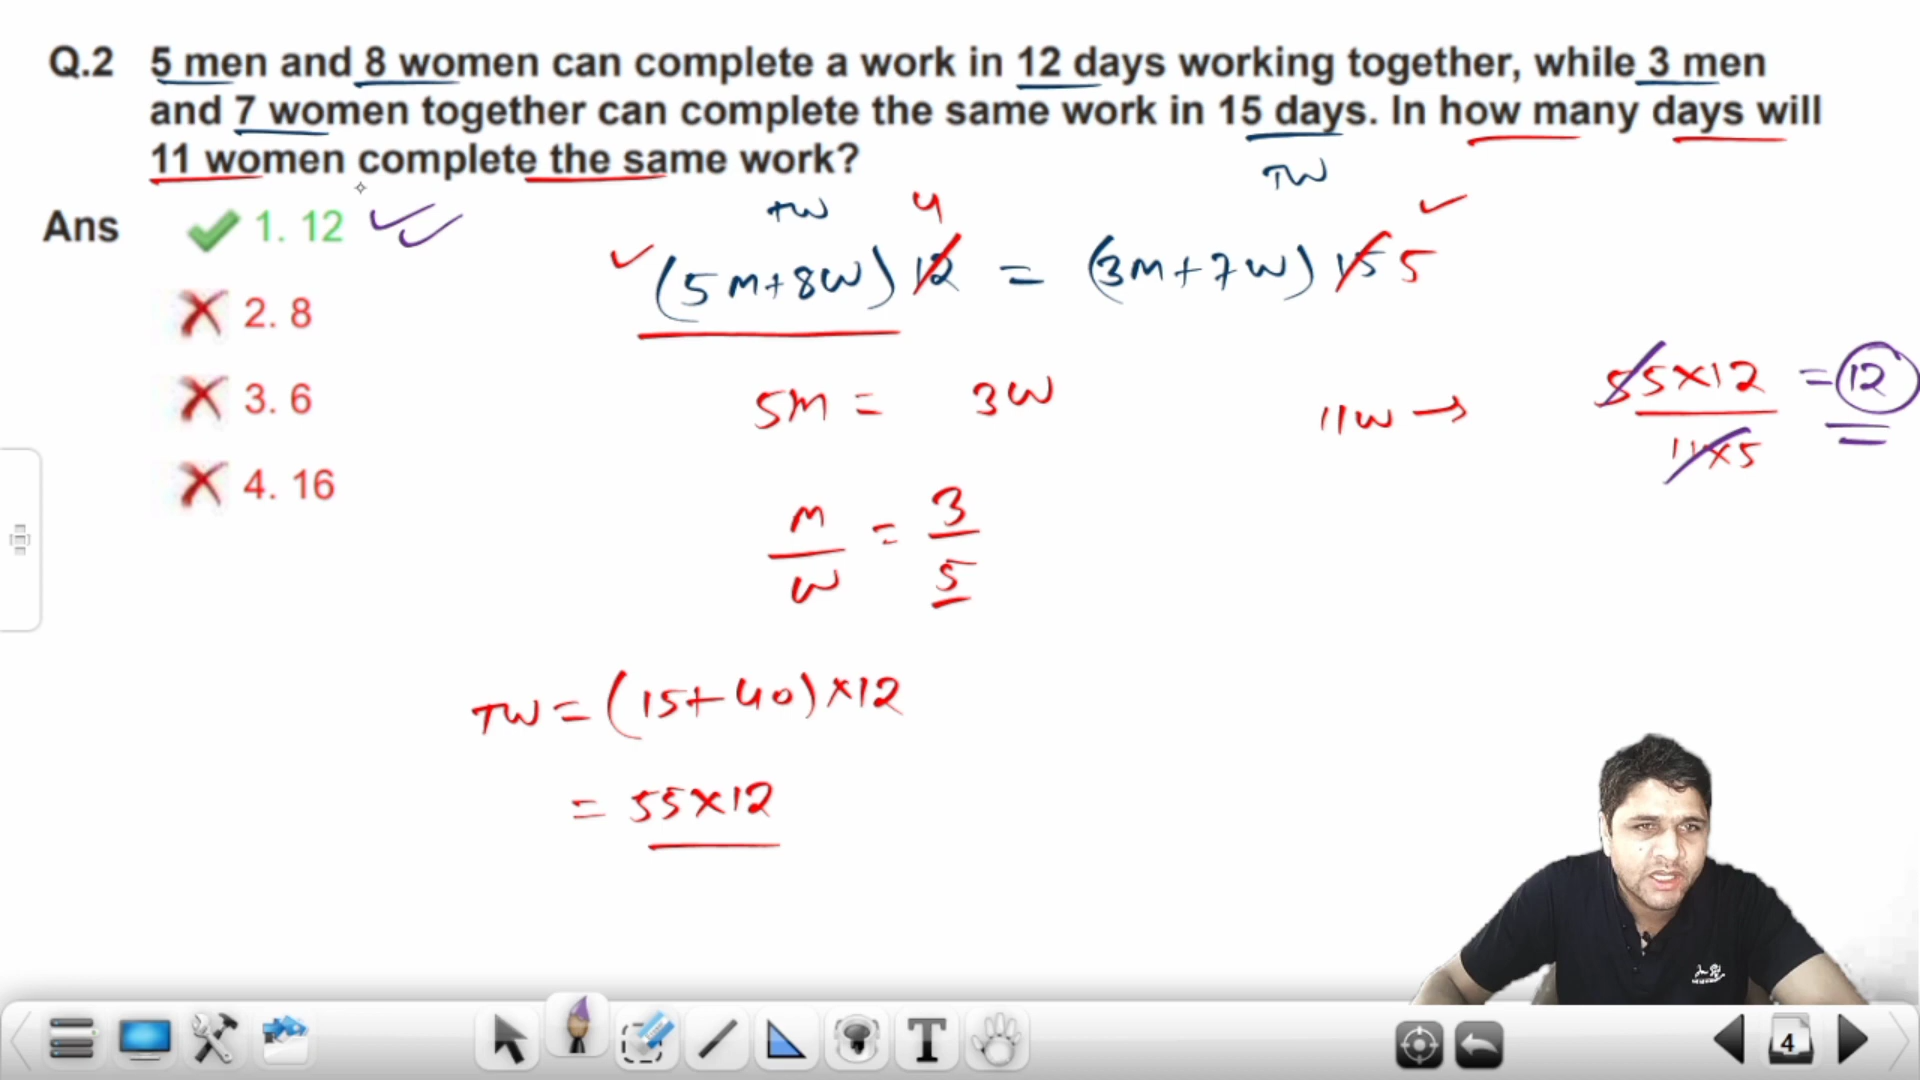 Q.2 5 men and 8 women can complete a work in 12 days working together, while 3 men
and 7 women together can complete the same work in 15 days. In how many days will
11 women complete the same work?
Ans 1. 12
2. 8
3. 6
4. 16
TW 4 TW
(5M+8W) 12 = (3M+7W) 15 5
5M = 3W
11W → 55×12 / 11×5 = 12
M/W = 3/5
TW = (15+40)×12
= 55×12
T
4